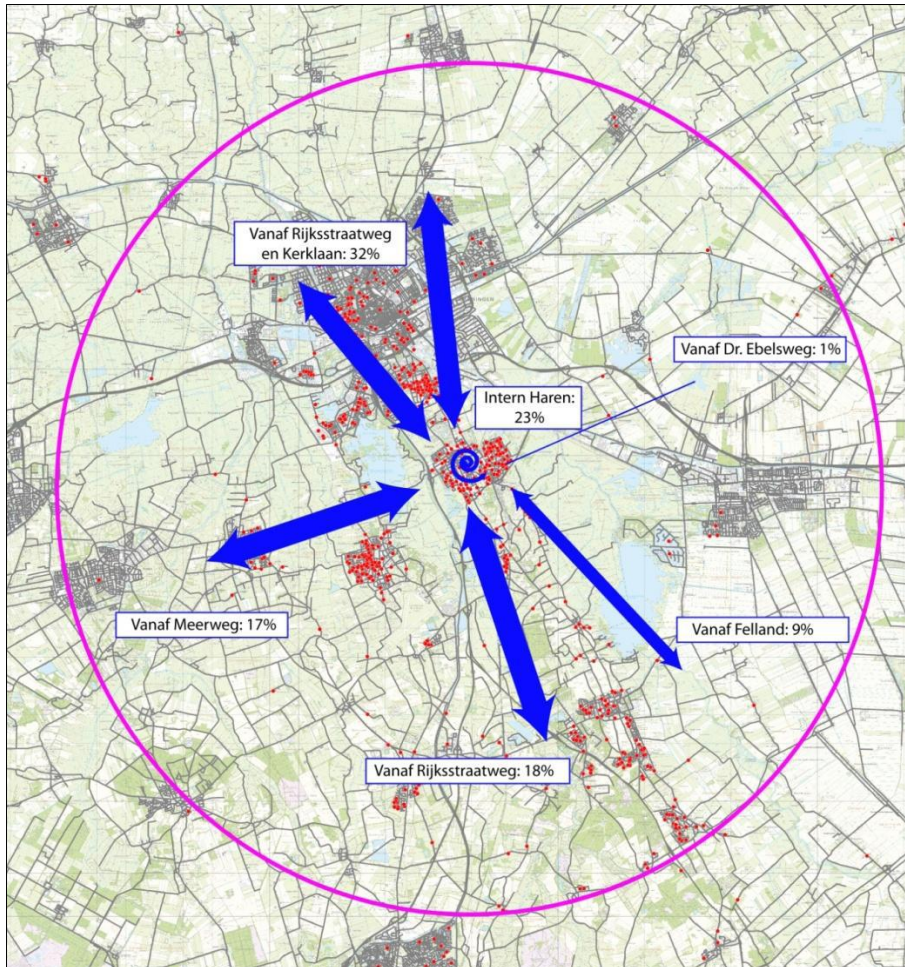 Vanaf Rijksstraatweg
en Kerklaan: 32%
Vanaf Dr. Ebelsweg: 1%
Intern Haren:
23%
Vanaf Meerweg: 17%
Vanaf Felland: 9%
Vanaf Rijksstraatweg: 18%